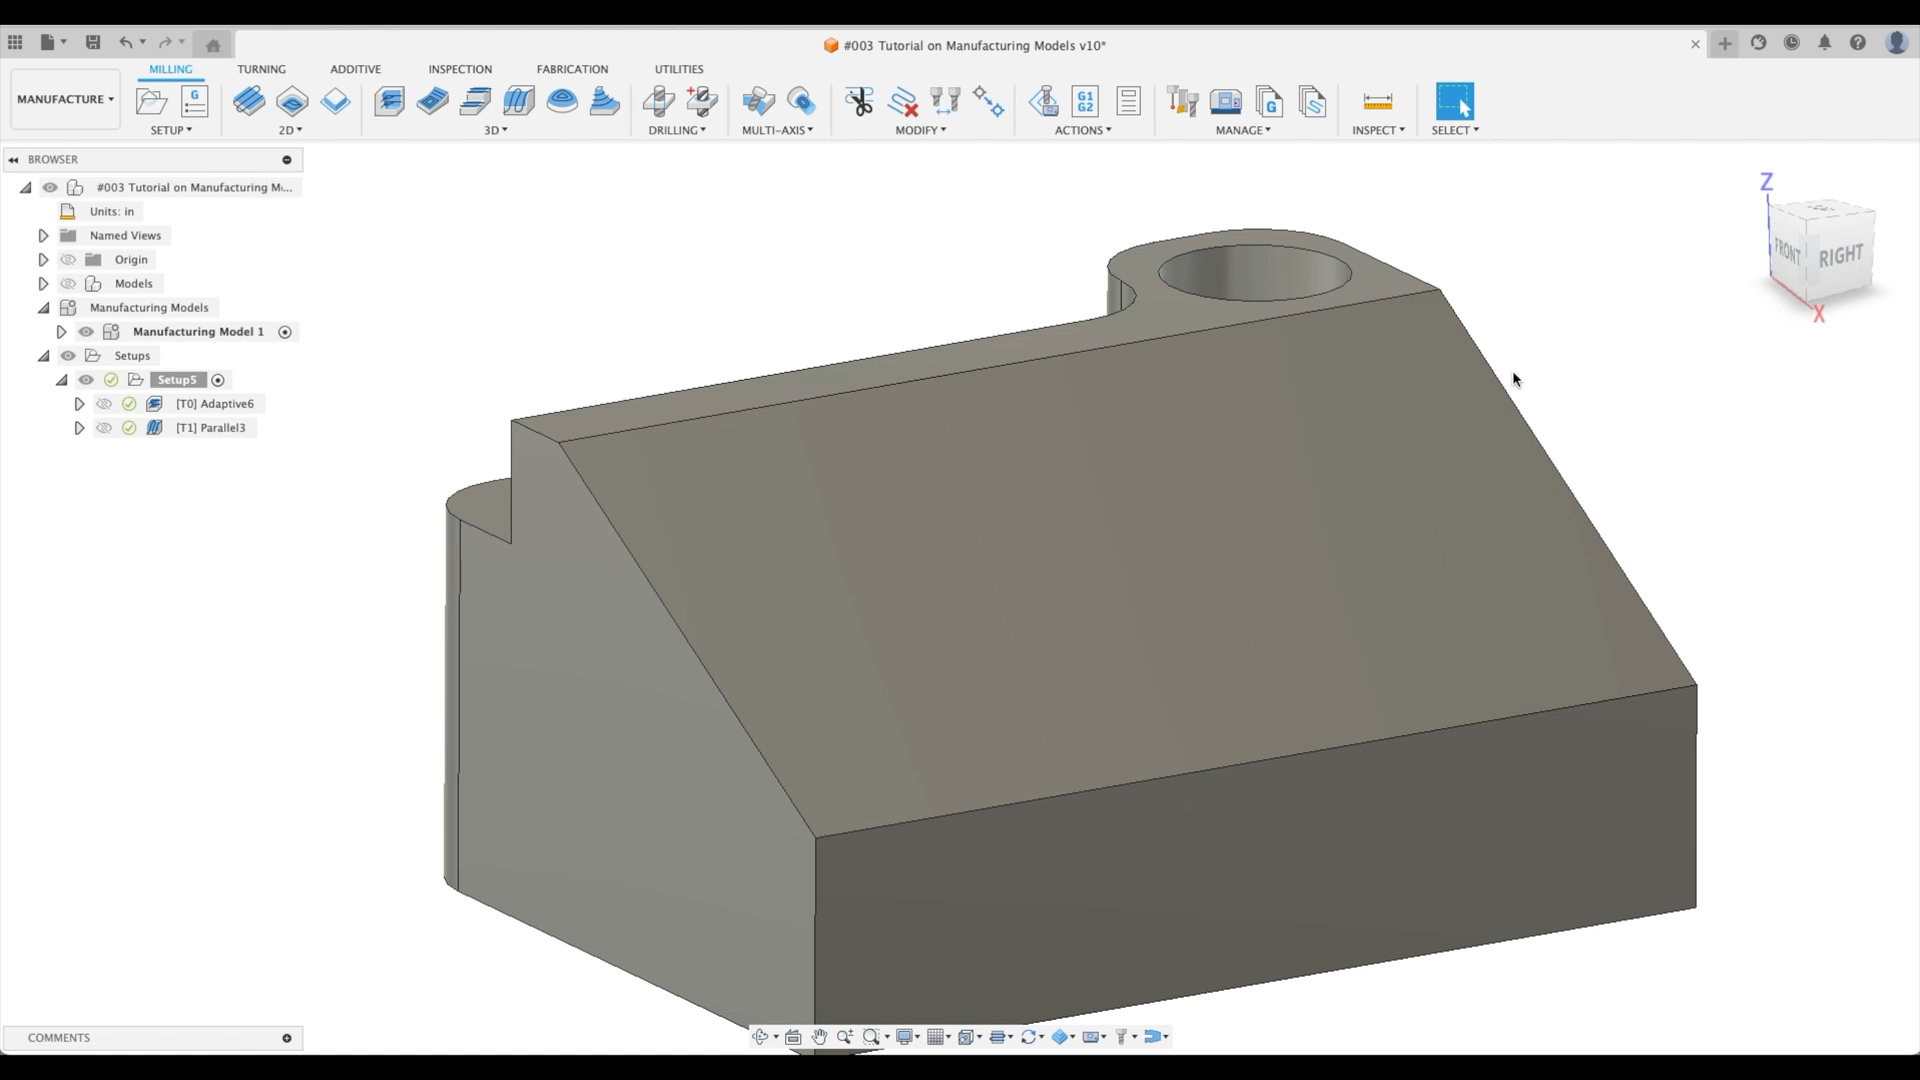 #003 Tutorial on Manufacturing Models v10*
MILLING TURNING ADDITIVE INSPECTION FABRICATION UTILITIES
MANUFACTURE
G
G1
G2
G
SETUP 2D 3D DRILLING MULTI-AXIS MODIFY ACTIONS MANAGE INSPECT SELECT
BROWSER
#003 Tutorial on Manufacturing M...
Units: in
Named Views
Origin
Models
Manufacturing Models
Manufacturing Model 1
Setups
Setup5
[T0] Adaptive6
[T1] Parallel3
Z
FRONT RIGHT
X
COMMENTS